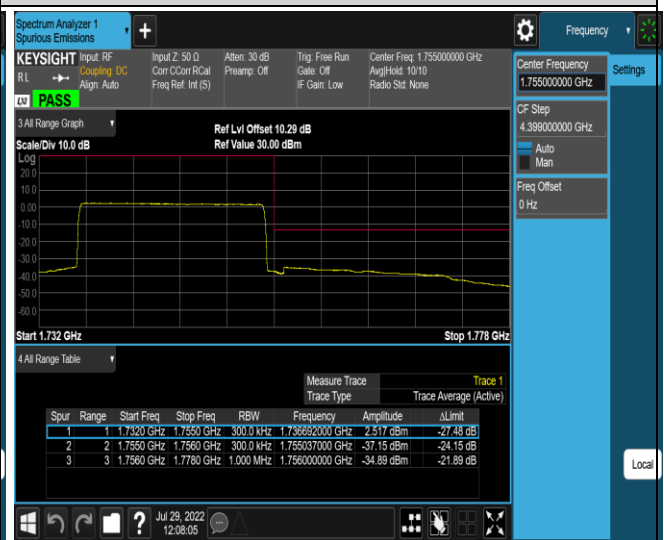 Spectrum Analyzer 1
Spurious Emissions
Frequency
KEYSIGHT
R L
Input: RF
Coupling: DC
Align: Auto
Input Z: 50 Ω
Corr CCorr RCal
Freq Ref: Int (S)
Atten: 30 dB
Preamp: Off
Trig: Free Run
Gate: Off
IF Gain: Low
Center Freq: 1.755000000 GHz
Avg|Hold: 10/10
Radio Std: None
PASS
Center Frequency
1.755000000 GHz
Settings
CF Step
4.399000000 GHz
Auto
Man
Freq Offset
0 Hz
3 All Range Graph
Ref Lvl Offset 10.29 dB
Scale/Div 10.0 dB
Ref Value 30.00 dBm
Log
20.0
10.0
0.00
-10.0
-20.0
-30.0
-40.0
-50.0
-60.0
Start 1.732 GHz
Stop 1.778 GHz
4 All Range Table
Measure Trace Trace 1
Trace Type Trace Average (Active)
Spur Range Start Freq Stop Freq RBW Frequency Amplitude ΔLimit
1 1 1.7320 GHz 1.7550 GHz 300.0 kHz 1.736692000 GHz 2.517 dBm -27.48 dB
2 2 1.7550 GHz 1.7560 GHz 300.0 kHz 1.755037000 GHz -37.15 dBm -24.15 dB
3 3 1.7560 GHz 1.7780 GHz 1.000 MHz 1.756000000 GHz -34.89 dBm -21.89 dB
Local
?
Jul 29, 2022
12:08:05